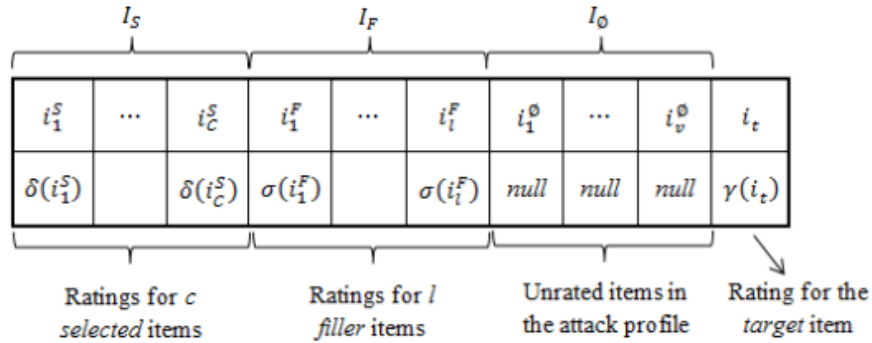 I_S I_F I_∅
i_1^S ⋯ i_C^S i_1^F ⋯ i_l^F i_1^∅ ⋯ i_v^∅ i_t
δ(i_1^S) δ(i_C^S) σ(i_1^F) σ(i_l^F) null null null γ(i_t)
Ratings for c
selected items
Ratings for l
filler items
Unrated items in
the attack profile
Rating for the
target item